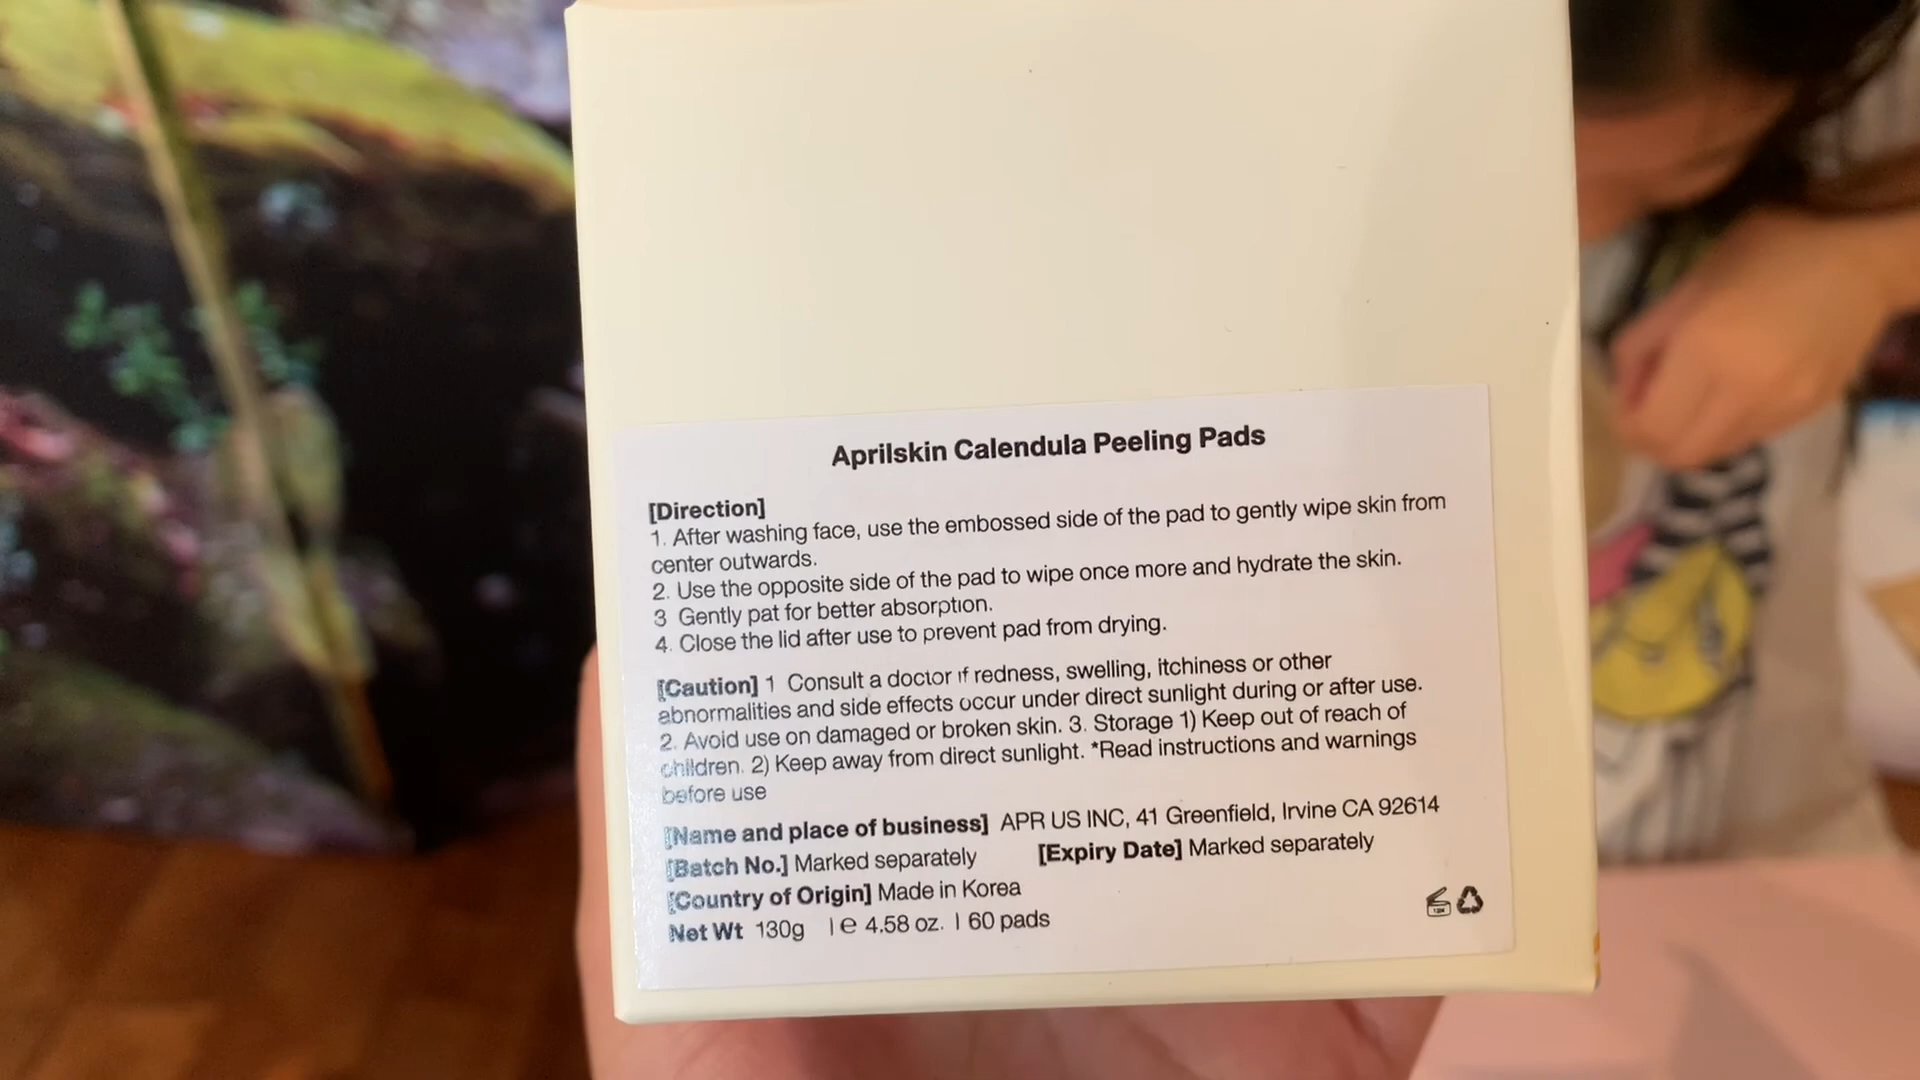 Aprilskin Calendula Peeling Pads
[Direction]
1. After washing face, use the embossed side of the pad to gently wipe skin from
center outwards.
2. Use the opposite side of the pad to wipe once more and hydrate the skin.
3 Gently pat for better absorption.
4. Close the lid after use to prevent pad from drying.
[Caution] 1 Consult a doctor if redness, swelling, itchiness or other
abnormalities and side effects occur under direct sunlight during or after use.
2. Avoid use on damaged or broken skin. 3. Storage 1) Keep out of reach of
children. 2) Keep away from direct sunlight. *Read instructions and warnings
before use
[Name and place of business] APR US INC, 41 Greenfield, Irvine CA 92614
[Batch No.] Marked separately [Expiry Date] Marked separately
[Country of Origin] Made in Korea
Net Wt 130g | e 4.58 oz. | 60 pads